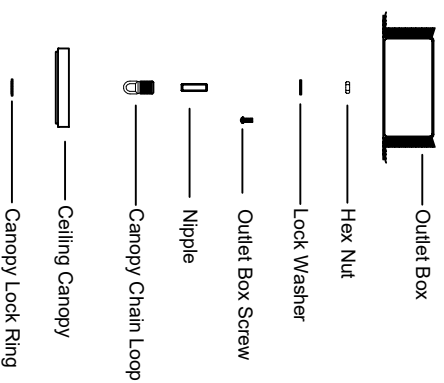 Outlet Box
Hex Nut
Lock Washer
Outlet Box Screw
Nipple
Canopy Chain Loop
Ceiling Canopy
Canopy Lock Ring